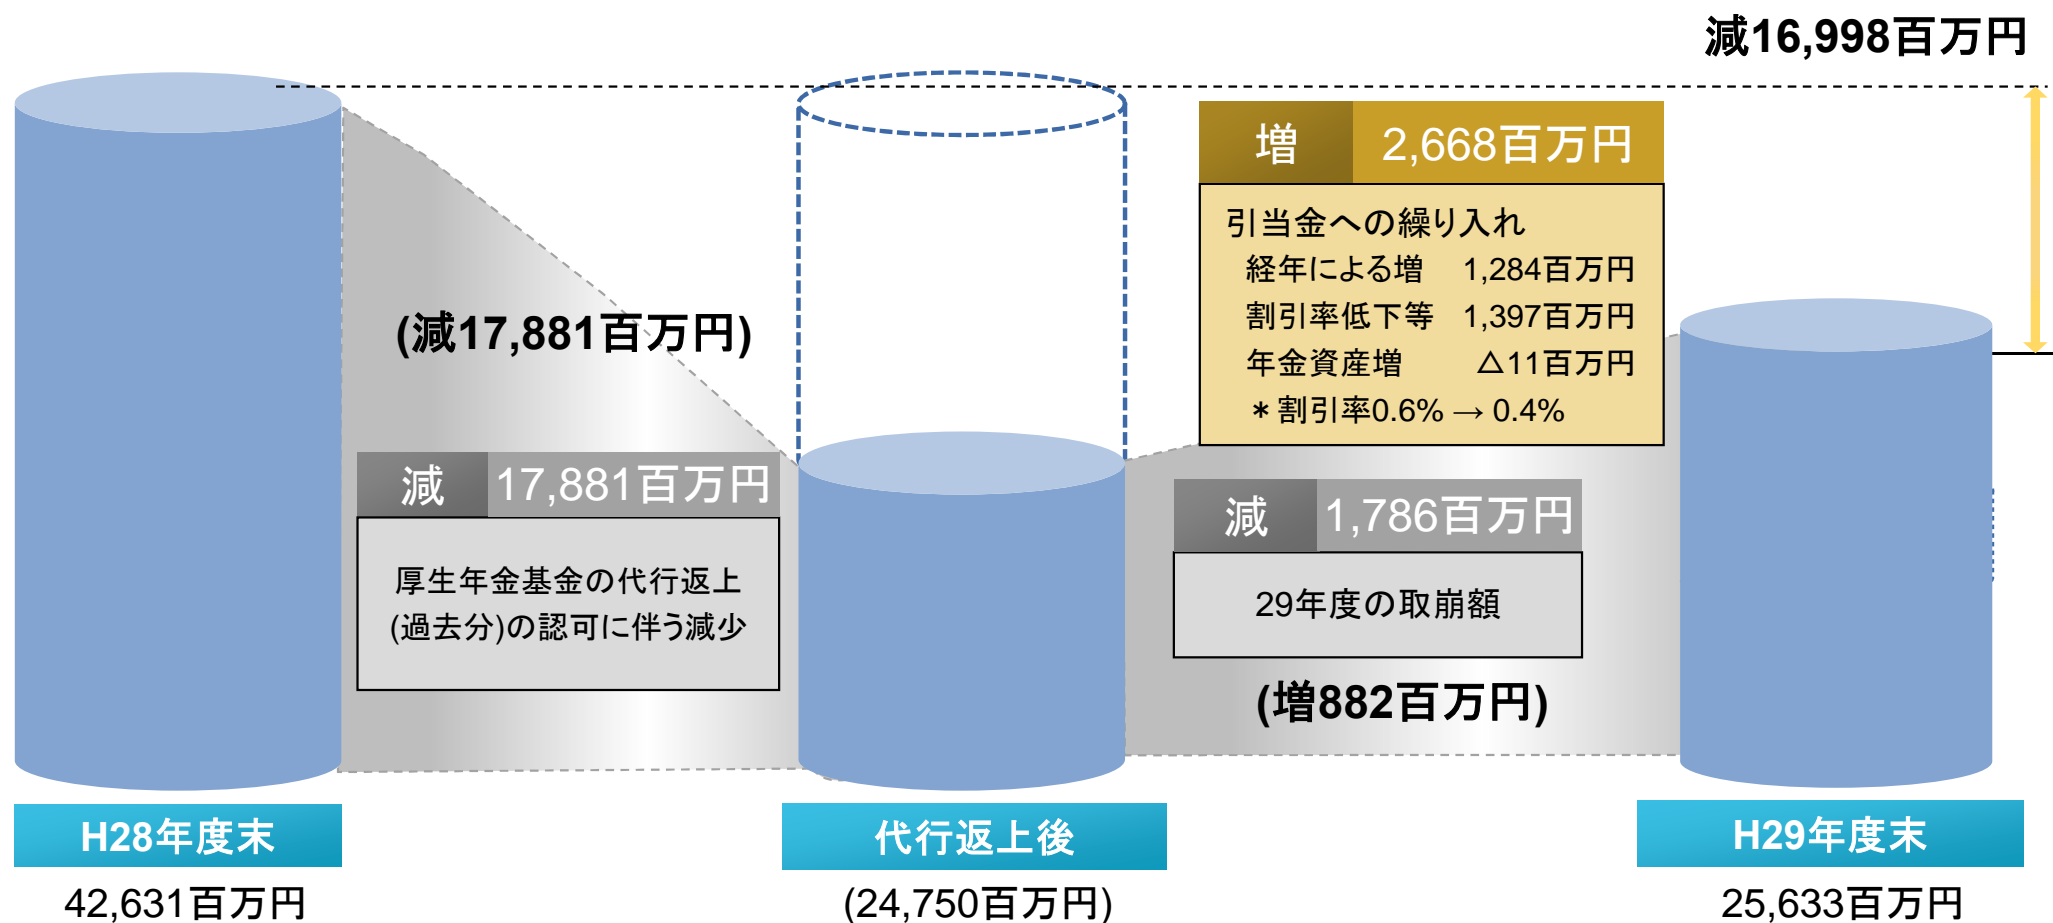 減16,998百万円
(減17,881百万円)
減 17,881百万円
厚生年金基金の代行返上
(過去分)の認可に伴う減少
増 2,668百万円
引当金への繰り入れ
経年による増 1,284百万円
割引率低下等 1,397百万円
年金資産増 △11百万円
＊割引率0.6% → 0.4%
減 1,786百万円
29年度の取崩額
(増882百万円)
H28年度末
42,631百万円
代行返上後
(24,750百万円)
H29年度末
25,633百万円